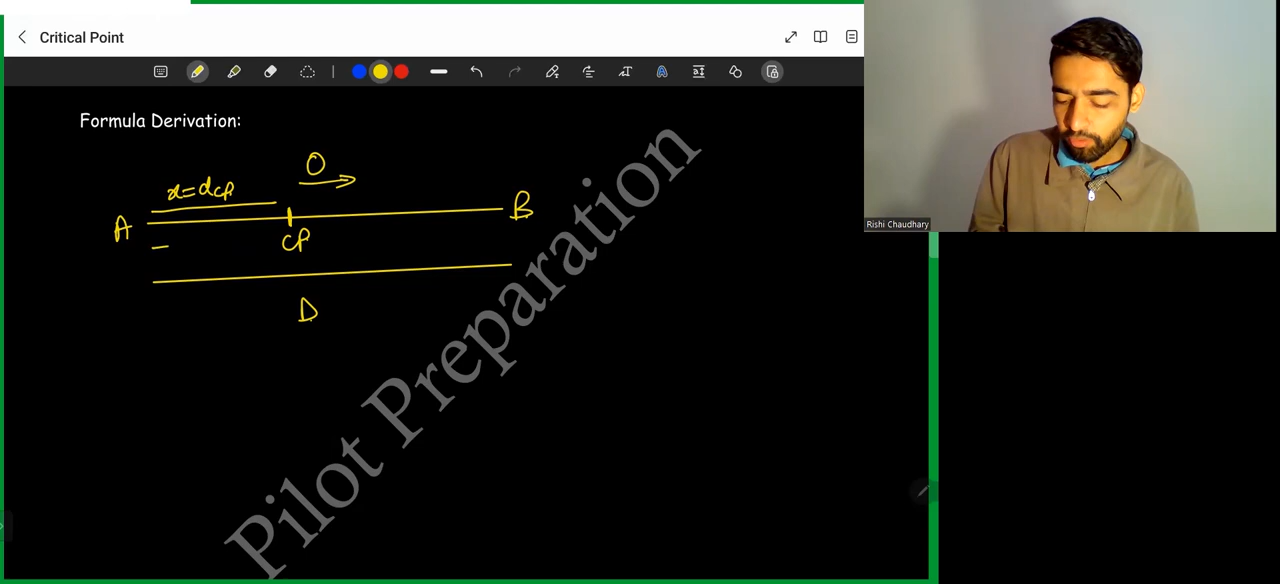 Critical Point
Formula Derivation:
O
x=dcp
A
B
CP
D
Pilot Preparation
Rishi Chaudhary